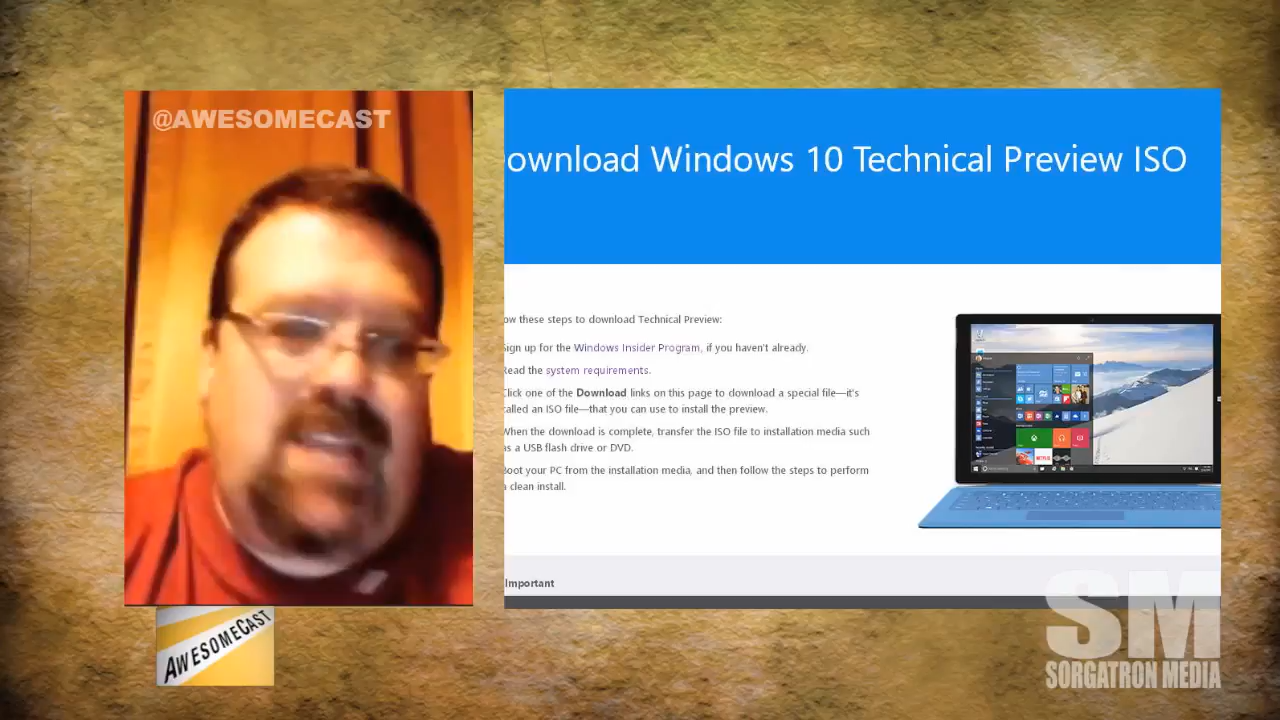 @AWESOMECAST
ownload Windows 10 Technical Preview ISO
ow these steps to download Technical Preview:
Sign up for the Windows Insider Program, if you haven't already.
Read the system requirements.
Click one of the Download links on this page to download a special file—it's
alled an ISO file—that you can use to install the preview.
When the download is complete, transfer the ISO file to installation media such
as a USB flash drive or DVD.
Boot your PC from the installation media, and then follow the steps to perform
a clean install.
Important
AWESOMECAST
SM
SORGATRON MEDIA